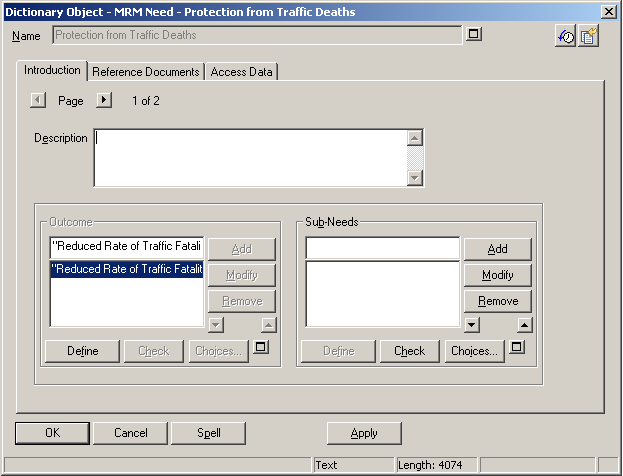 Dictionary Object - MRM Need - Protection from Traffic Deaths
Name Protection from Traffic Deaths
Introduction Reference Documents Access Data
Page 1 of 2
Description
Outcome Sub-Needs
"Reduced Rate of Traffic Fatali Add Add
"Reduced Rate of Traffic Fatalit Modify Modify
Remove Remove
Define Check Choices... Define Check Choices...
OK Cancel Spell Apply
Text Length: 4074